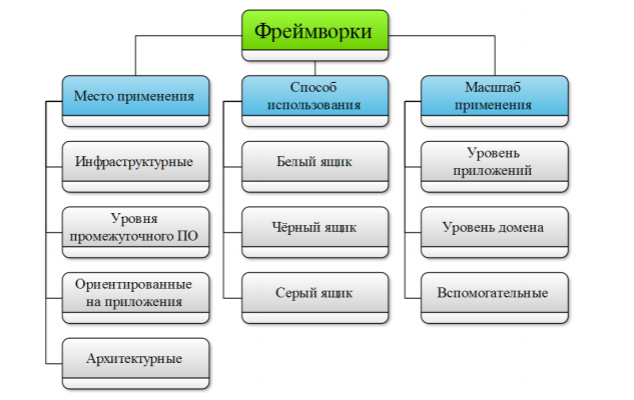 Фреймворки
Место применения
Инфраструктурные
Уровня
промежуточного ПО
Ориентированные
на приложения
Архитектурные
Способ
использования
Белый ящик
Чёрный ящик
Серый ящик
Масштаб
применения
Уровень
приложений
Уровень домена
Вспомогательные